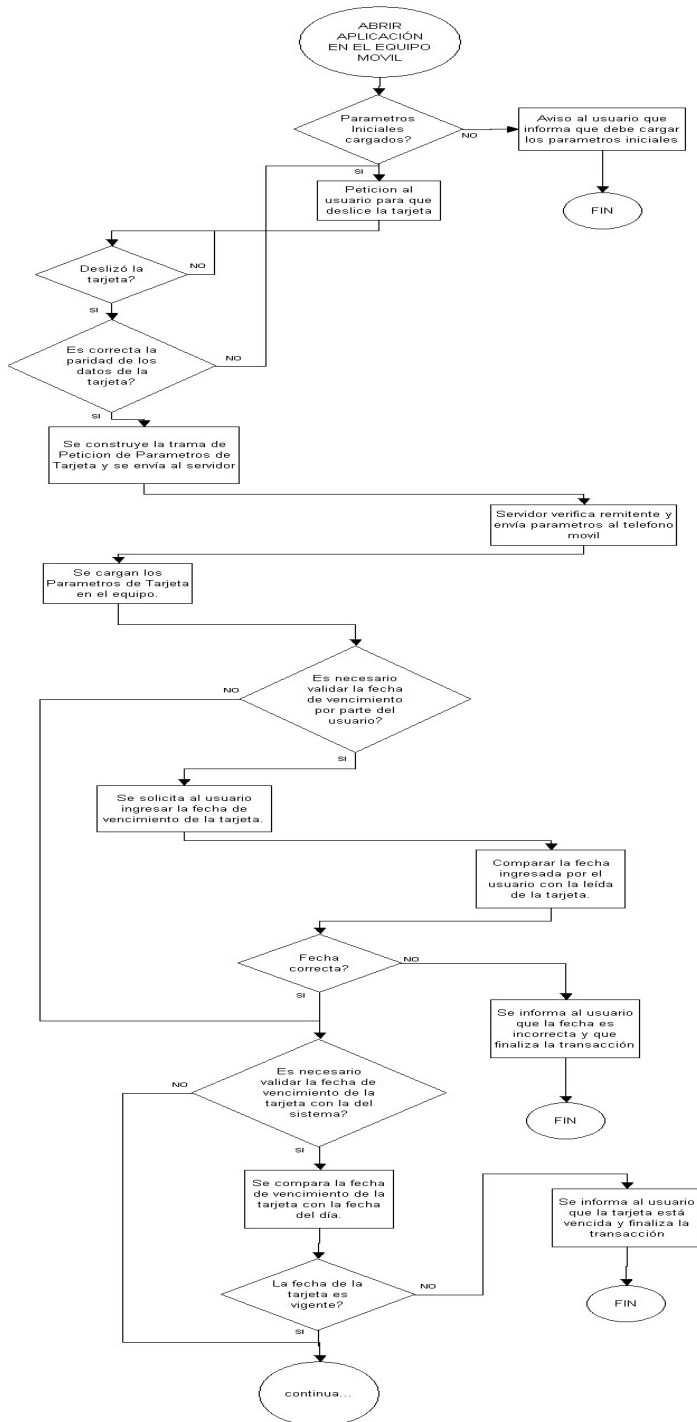 ABRIR
APLICACIÓN
EN EL EQUIPO
MOVIL
Parametros
Iniciales
cargados?
NO
Aviso al usuario que
informa que debe cargar
los parametros iniciales
SI
FIN
Peticion al
usuario para que
deslice la tarjeta
Deslizó la
tarjeta?
NO
SI
Es correcta la
paridad de los
datos de la
tarjeta?
NO
SI
Se construye la trama de
Peticion de Parametros de
Tarjeta y se envía al servidor
Servidor verifica remitente y
envía parametros al telefono
movil
Se cargan los
Parametros de Tarjeta
en el equipo.
Es necesario
validar la fecha
de vencimiento
por parte del
usuario?
NO
SI
Se solicita al usuario
ingresar la fecha de
vencimiento de la tarjeta.
Comparar la fecha
ingresada por el
usuario con la leída
de la tarjeta.
Fecha
correcta?
NO
SI
Se informa al usuario
que la fecha es
incorrecta y que
finaliza la transacción
FIN
Es necesario
validar la fecha de
vencimiento de la
tarjeta con la del
sistema?
NO
SI
Se compara la fecha
de vencimiento de la
tarjeta con la fecha
del día.
Se informa al usuario
que la tarjeta está
vencida y finaliza la
transacción
La fecha de la
tarjeta es
vigente?
NO
FIN
SI
continua...